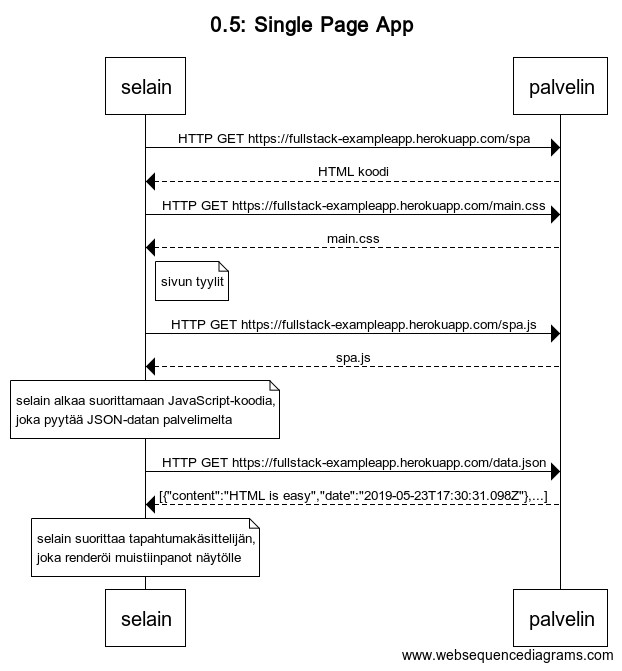 0.5: Single Page App
selain
palvelin
HTTP GET https://fullstack-exampleapp.herokuapp.com/spa
HTML koodi
HTTP GET https://fullstack-exampleapp.herokuapp.com/main.css
main.css
sivun tyylit
HTTP GET https://fullstack-exampleapp.herokuapp.com/spa.js
spa.js
selain alkaa suorittamaan JavaScript-koodia,
joka pyytää JSON-datan palvelimelta
HTTP GET https://fullstack-exampleapp.herokuapp.com/data.json
[{"content":"HTML is easy","date":"2019-05-23T17:30:31.098Z"},...]
selain suorittaa tapahtumakäsittelijän,
joka renderöi muistiinpanot näytölle
selain
palvelin
www.websequencediagrams.com